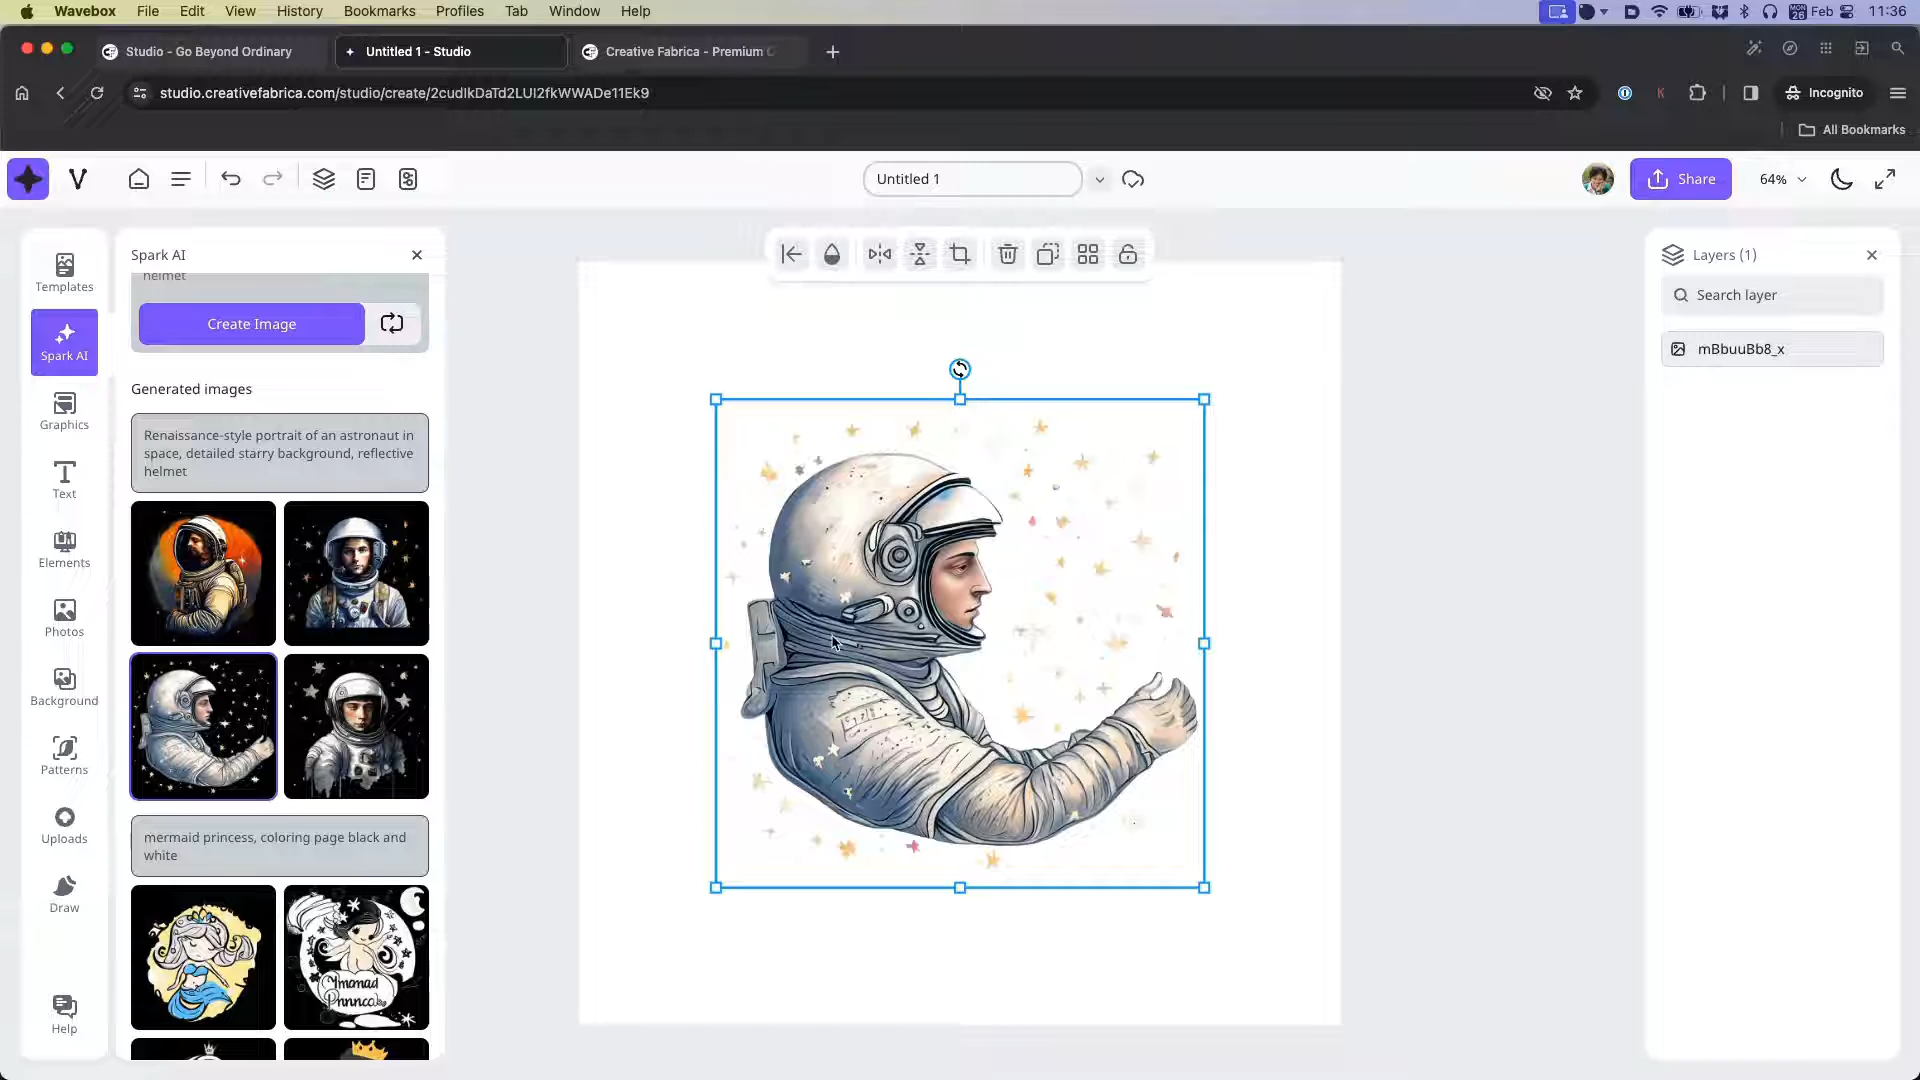 Wavebox File Edit View History Bookmarks Profiles Tab Window Help
MON 26 Feb 11:36
Studio - Go Beyond Ordinary
Untitled 1 - Studio
Creative Fabrica - Premium
studio.creativefabrica.com/studio/create/2cudIkDaTd2LUI2fkWWADe11Ek9
Incognito
All Bookmarks
Untitled 1
Share
64%
Templates
Spark AI
Graphics
Text
Elements
Photos
Background
Patterns
Uploads
Draw
Help
Spark AI
helmet
Create Image
Generated images
Renaissance-style portrait of an astronaut in
space, detailed starry background, reflective
helmet
mermaid princess, coloring page black and
white
Layers (1)
Search layer
mBbuuBb8_x